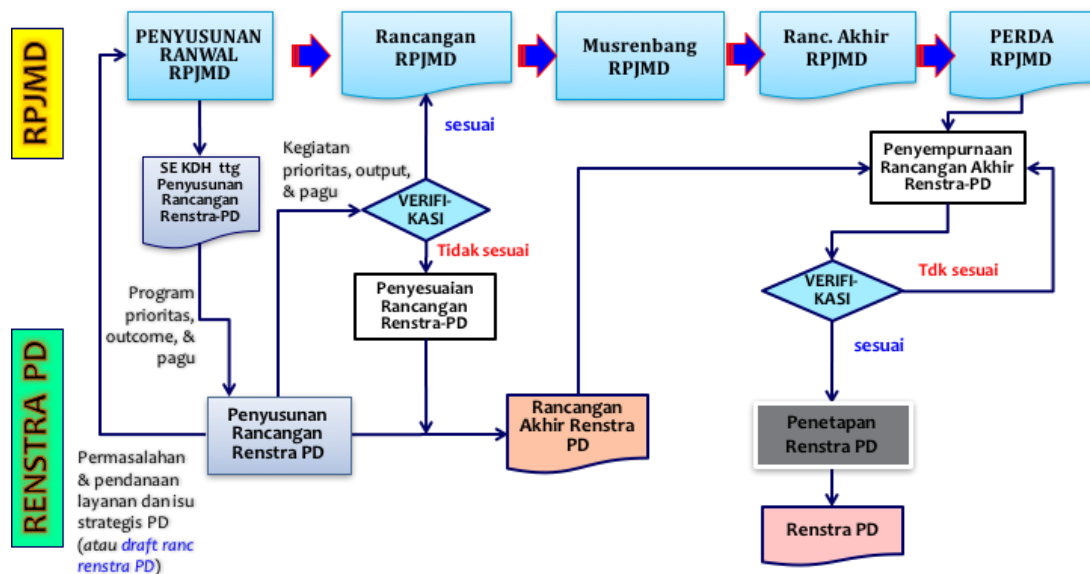 RPJMD
PENYUSUNAN
RANWAL
RPJMD
Rancangan
RPJMD
Musrenbang
RPJMD
Ranc. Akhir
RPJMD
PERDA
RPJMD
SE KDH ttg
Penyusunan
Rancangan
Renstra-PD
Kegiatan
prioritas, output,
& pagu
sesuai
VERIFI-
KASI
Tidak sesuai
Penyesuaian
Rancangan
Renstra-PD
Penyempurnaan
Rancangan Akhir
Renstra-PD
VERIFI-
KASI
Tdk sesuai
sesuai
Program
prioritas,
outcome, &
pagu
RENSTRA PD
Penyusunan
Rancangan
Renstra PD
Rancangan
Akhir Renstra
PD
Penetapan
Renstra PD
Renstra PD
Permasalahan
& pendanaan
layanan dan isu
strategis PD
(atau draft ranc
renstra PD)